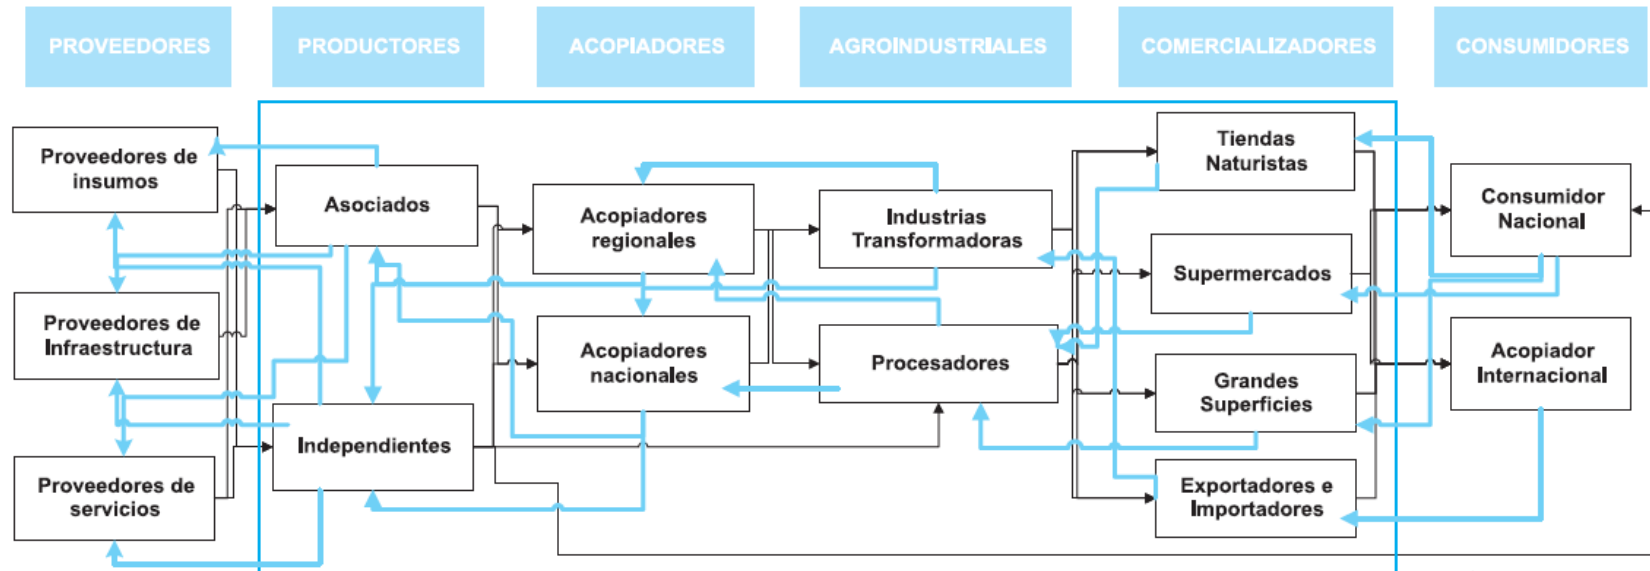 PROVEEDORES
PRODUCTORES
ACOPIADORES
AGROINDUSTRIALES
COMERCIALIZADORES
CONSUMIDORES
Proveedores de
insumos
Proveedores de
Infraestructura
Proveedores de
servicios
Asociados
Independientes
Acopiadores
regionales
Acopiadores
nacionales
Industrias
Transformadoras
Procesadores
Tiendas
Naturistas
Supermercados
Grandes
Superficies
Exportadores e
Importadores
Consumidor
Nacional
Acopiador
Internacional